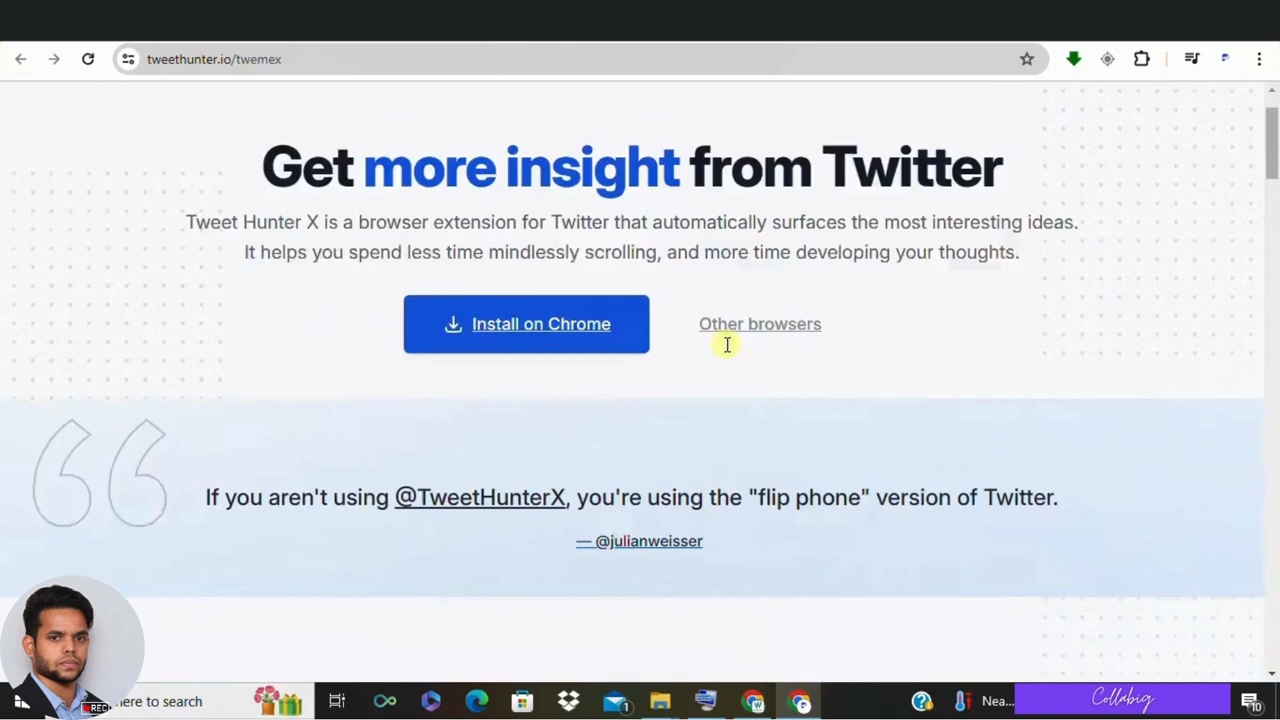 tweethunter.io/twemex
Get more insight from Twitter
Tweet Hunter X is a browser extension for Twitter that automatically surfaces the most interesting ideas.
It helps you spend less time mindlessly scrolling, and more time developing your thoughts.
Install on Chrome
Other browsers
If you aren't using @TweetHunterX, you're using the "flip phone" version of Twitter.
— @julianweisser
REC
here to search
1
W
Nea...
Collabig
10